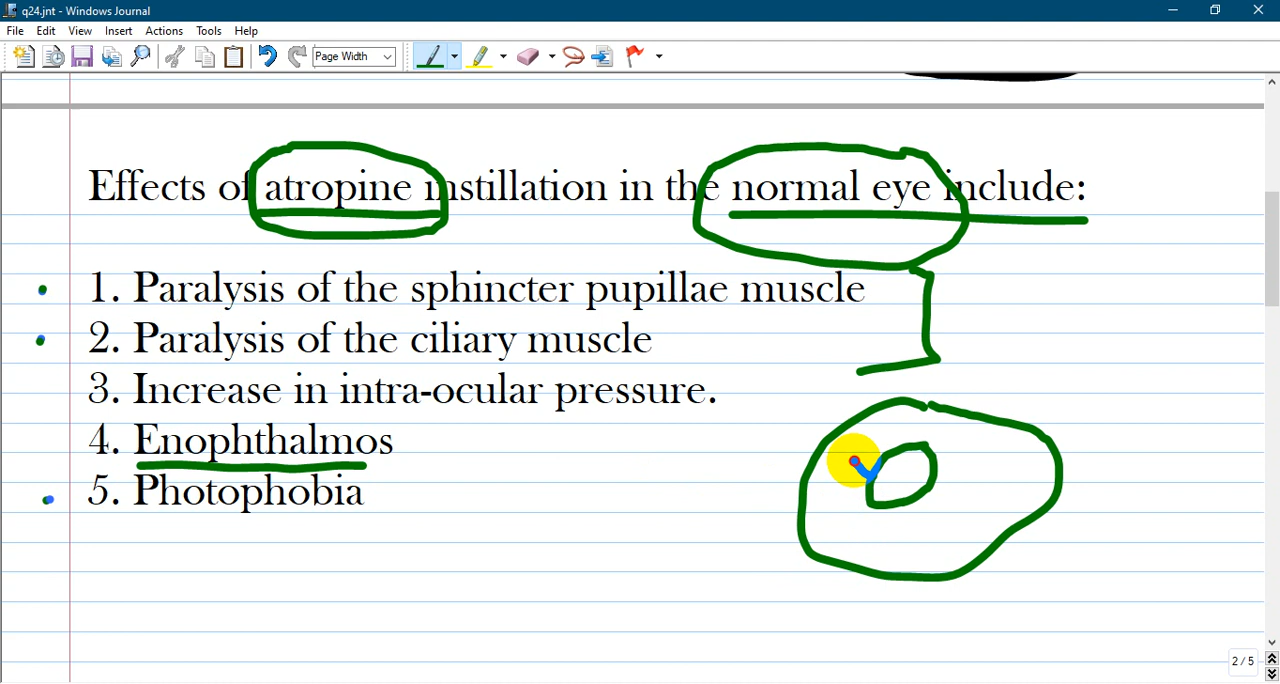 q24.jnt - Windows Journal
File Edit View Insert Actions Tools Help
Page Width
Effects of atropine instillation in the normal eye include:
1. Paralysis of the sphincter pupillae muscle
2. Paralysis of the ciliary muscle
3. Increase in intra-ocular pressure.
4. Enophthalmos
5. Photophobia
2 / 5